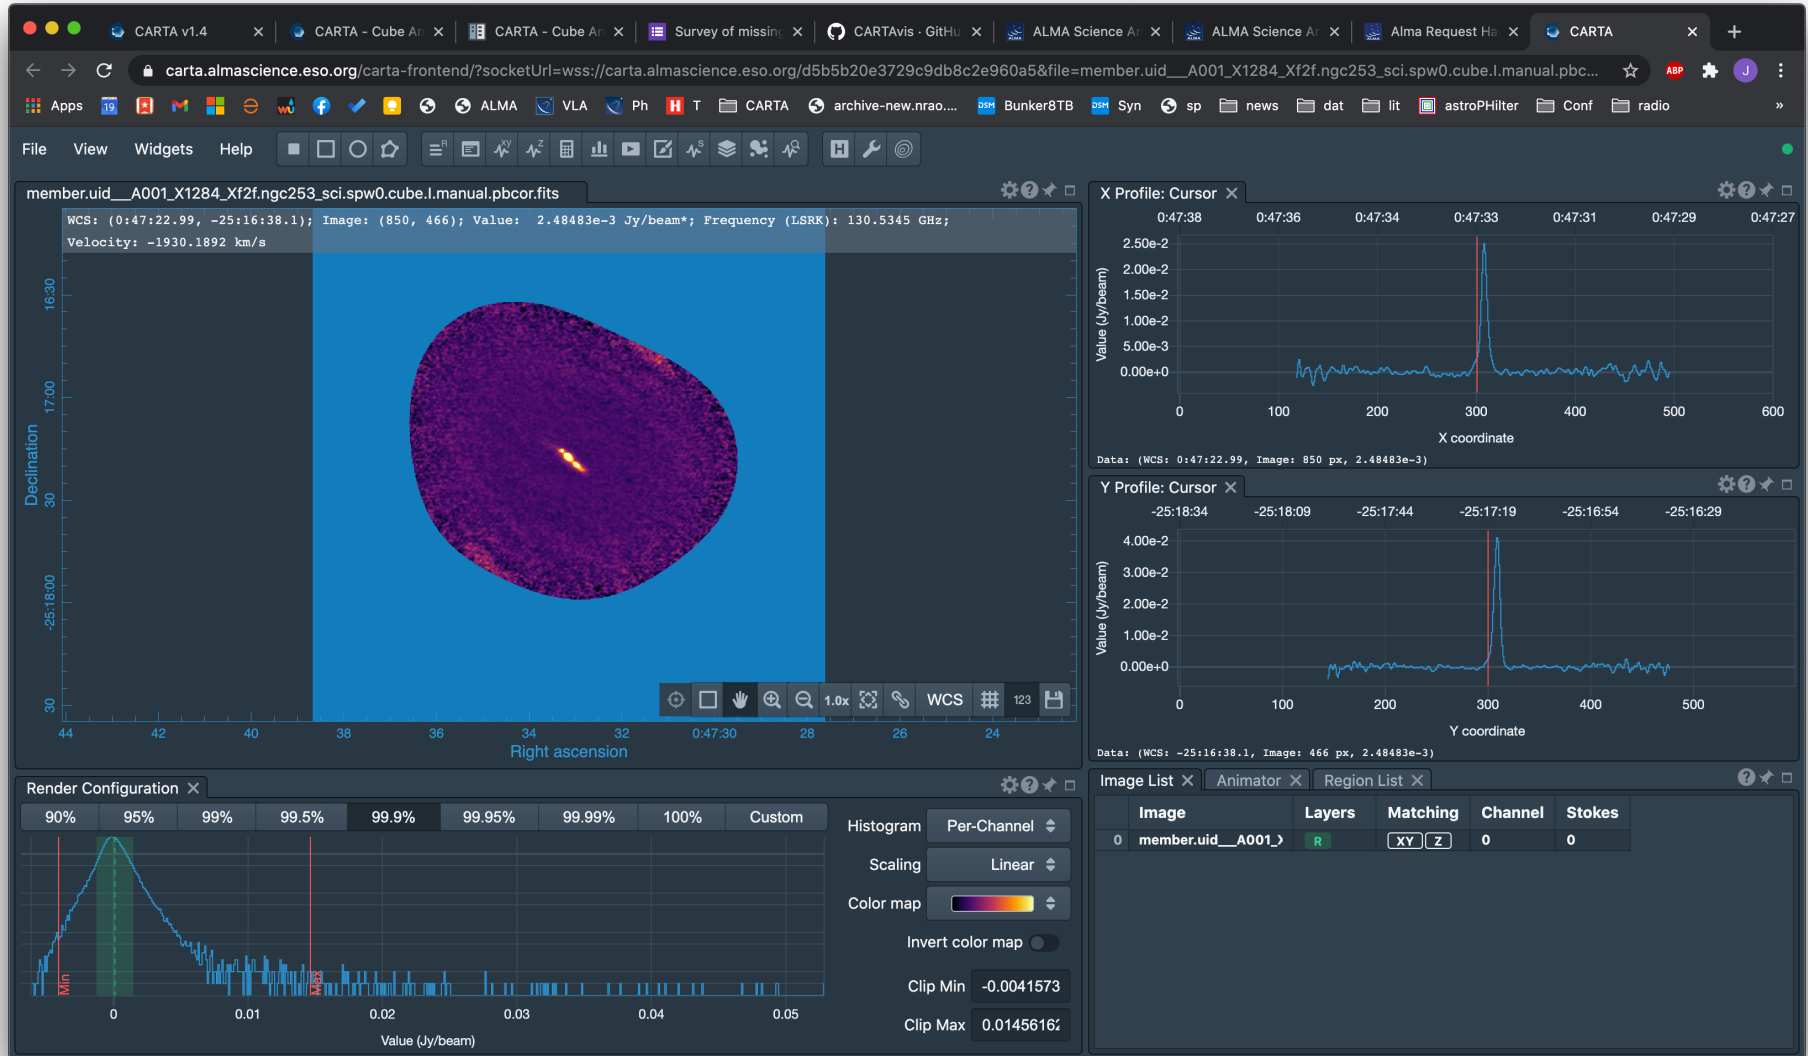 CARTA v1.4
CARTA - Cube An
CARTA - Cube An
Survey of missing
CARTAvis · GitHu
ALMA Science Ar
ALMA Science Ar
Alma Request Ha
CARTA
carta.almascience.eso.org/carta-frontend/?socketUrl=wss://carta.almascience.eso.org/d5b5b20e3729c9db8c2e960a5&file=member.uid___A001_X1284_Xf2f.ngc253_sci.spw0.cube.I.manual.pbc...
ABP
J
Apps 19 ALMA VLA Ph H T CARTA archive-new.nrao.... DSM Bunker8TB DSM Syn sp news dat lit astroPHilter Conf radio »
File View Widgets Help
member.uid___A001_X1284_Xf2f.ngc253_sci.spw0.cube.I.manual.pbcor.fits
WCS: (0:47:22.99, -25:16:38.1); Image: (850, 466); Value: 2.48483e-3 Jy/beam*; Frequency (LSRK): 130.5345 GHz;
Velocity: -1930.1892 km/s
16:30
17:00
30
-25:18:00
30
Declination
WCS
1.0x
123
44 42 40 38 36 34 32 0:47:30 28 26 24
Right ascension
X Profile: Cursor
0:47:38 0:47:36 0:47:34 0:47:33 0:47:31 0:47:29 0:47:27
2.50e-2
2.00e-2
1.50e-2
1.00e-2
5.00e-3
0.00e+0
Value (Jy/beam)
0 100 200 300 400 500 600
X coordinate
Data: (WCS: 0:47:22.99, Image: 850 px, 2.48483e-3)
Y Profile: Cursor
-25:18:34 -25:18:09 -25:17:44 -25:17:19 -25:16:54 -25:16:29
4.00e-2
3.00e-2
2.00e-2
1.00e-2
0.00e+0
Value (Jy/beam)
0 100 200 300 400 500
Y coordinate
Data: (WCS: -25:16:38.1, Image: 466 px, 2.48483e-3)
Render Configuration
90% 95% 99% 99.5% 99.9% 99.95% 99.99% 100% Custom
Min
Max
0 0.01 0.02 0.03 0.04 0.05
Value (Jy/beam)
Histogram Per-Channel
Scaling Linear
Color map
Invert color map
Clip Min -0.0041573
Clip Max 0.0145616
Image List Animator Region List
Image Layers Matching Channel Stokes
0 member.uid___A001_X R XY Z 0 0